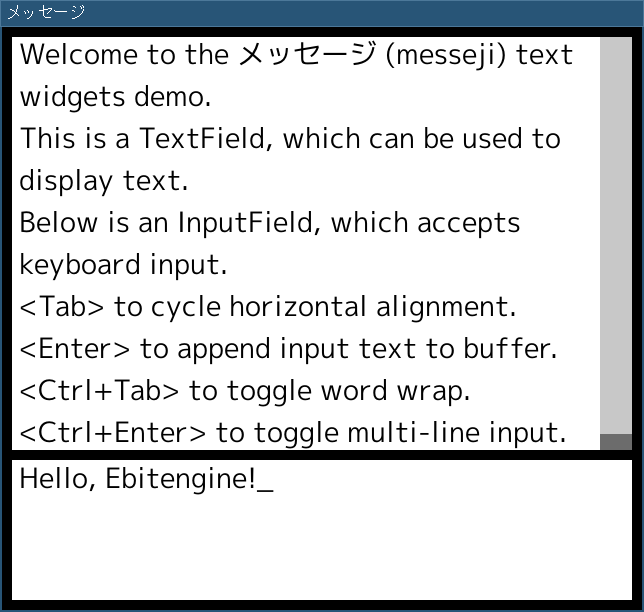 メッセージ
Welcome to the メッセージ (messeji) text
widgets demo.
This is a TextField, which can be used to
display text.
Below is an InputField, which accepts
keyboard input.
<Tab> to cycle horizontal alignment.
<Enter> to append input text to buffer.
<Ctrl+Tab> to toggle word wrap.
<Ctrl+Enter> to toggle multi-line input.
Hello, Ebitengine!_